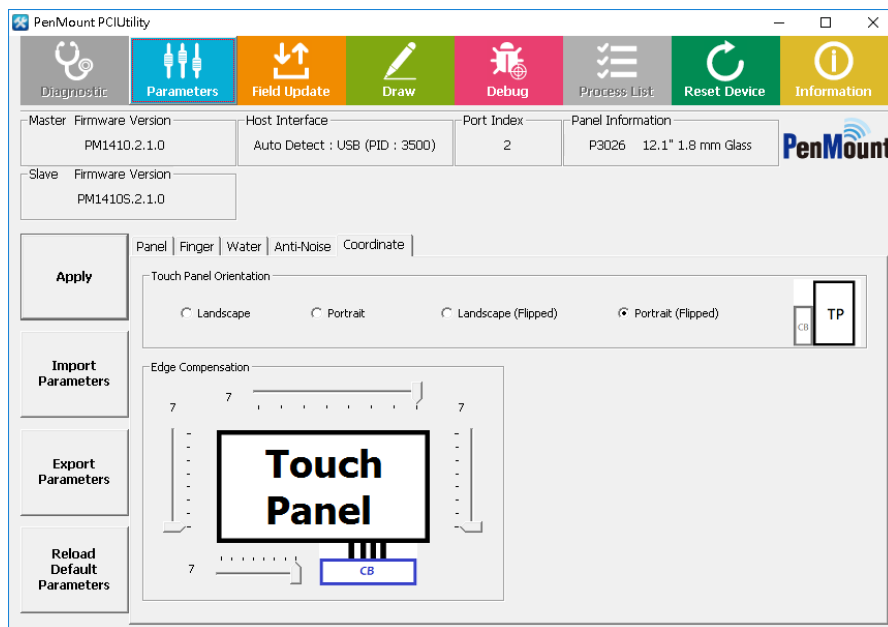 PenMount PCIUtility
Diagnostic Parameters Field Update Draw Debug Process List Reset Device Information
Master Firmware Version Host Interface Port Index Panel Information
PM1410.2.1.0 Auto Detect : USB (PID : 3500) 2 P3026 12.1" 1.8 mm Glass PenMount
Slave Firmware Version
PM1410S.2.1.0
Panel Finger Water Anti-Noise Coordinate
Apply
Touch Panel Orientation
Landscape Portrait Landscape (Flipped) Portrait (Flipped)
TP
CB
Import
Parameters
Edge Compensation
7 7 7
Touch
Panel
Export
Parameters
7
CB
Reload
Default
Parameters